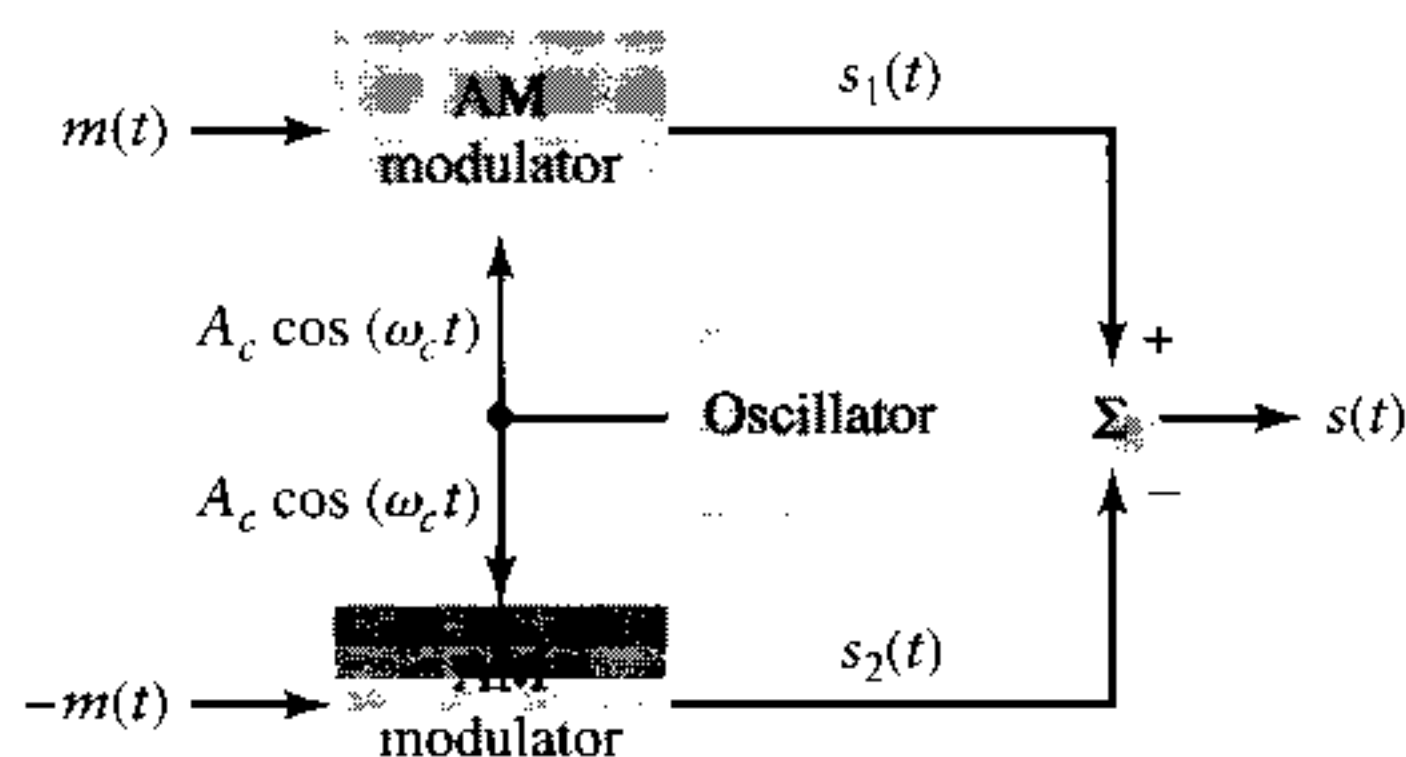 s₁(t)
m(t)
AM
modulator
A_c cos (ω_c t)
+
Oscillator
Σ
s(t)
A_c cos (ω_c t)
−
s₂(t)
−m(t)
modulator